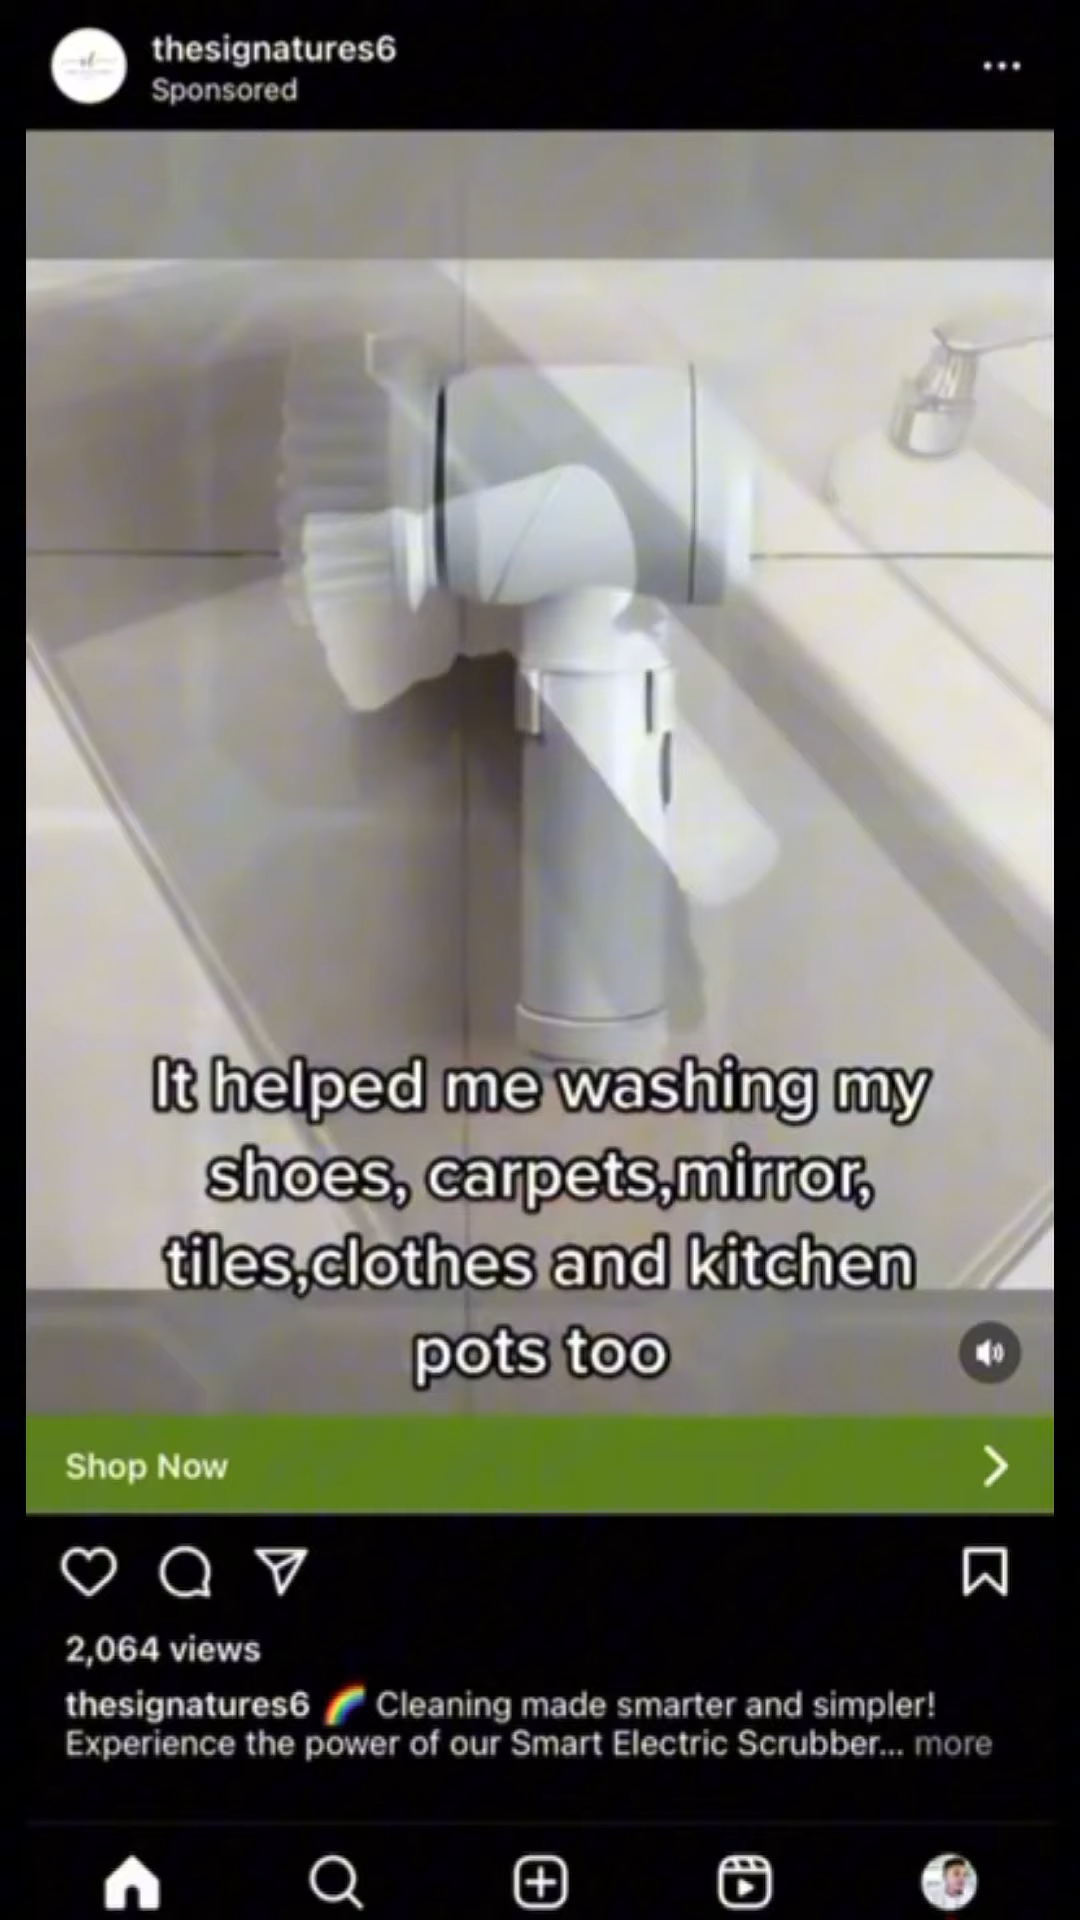 thesignatures6
Sponsored
It helped me washing my
shoes, carpets,mirror,
tiles,clothes and kitchen
pots too
Shop Now
2,064 views
thesignatures6 🌈 Cleaning made smarter and simpler!
Experience the power of our Smart Electric Scrubber... more